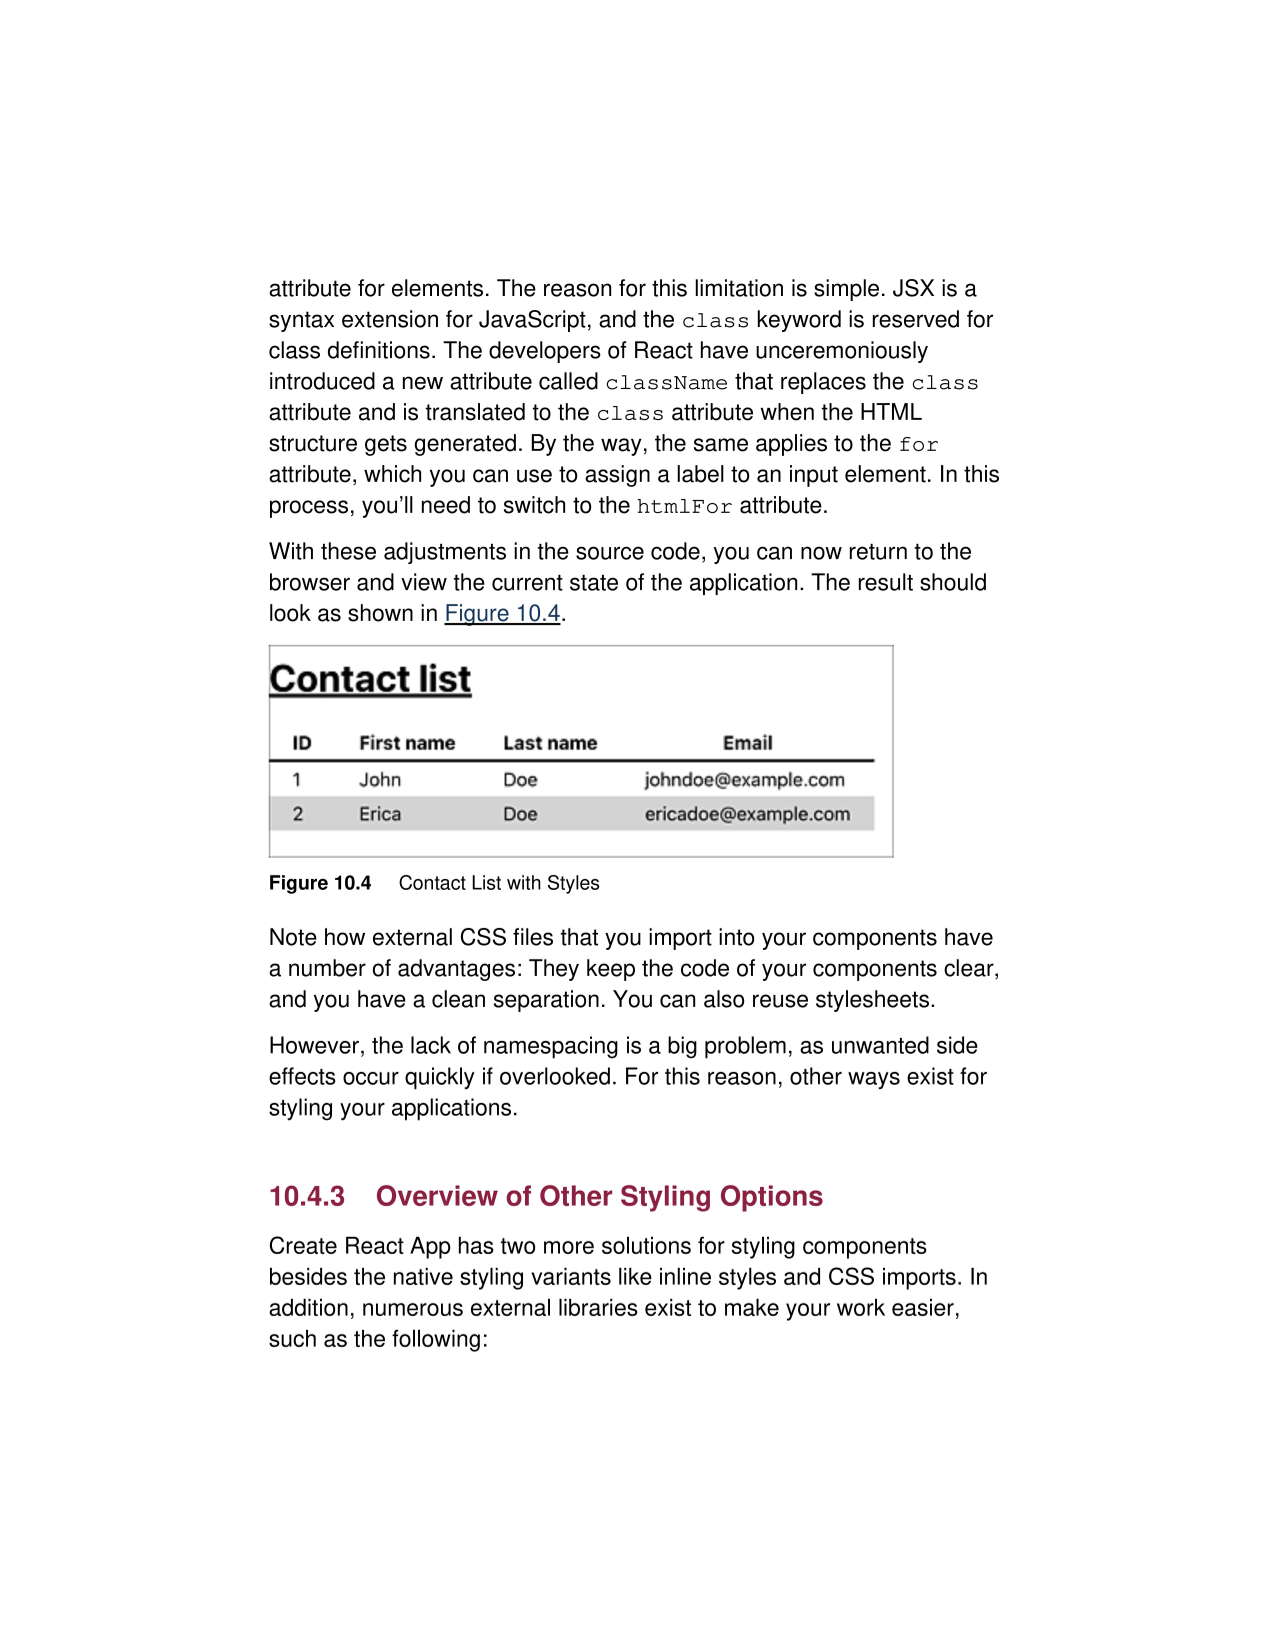 attribute for elements. The reason for this limitation is simple. JSX is a
syntax extension for JavaScript, and the class keyword is reserved for
class definitions. The developers of React have unceremoniously
introduced a new attribute called className that replaces the class
attribute and is translated to the class attribute when the HTML
structure gets generated. By the way, the same applies to the for
attribute, which you can use to assign a label to an input element. In this
process, you’ll need to switch to the htmlFor attribute.
With these adjustments in the source code, you can now return to the
browser and view the current state of the application. The result should
look as shown in Figure 10.4.
Contact list
ID First name Last name Email
1 John Doe johndoe@example.com
2 Erica Doe ericadoe@example.com
Figure 10.4 Contact List with Styles
Note how external CSS files that you import into your components have
a number of advantages: They keep the code of your components clear,
and you have a clean separation. You can also reuse stylesheets.
However, the lack of namespacing is a big problem, as unwanted side
effects occur quickly if overlooked. For this reason, other ways exist for
styling your applications.
10.4.3 Overview of Other Styling Options
Create React App has two more solutions for styling components
besides the native styling variants like inline styles and CSS imports. In
addition, numerous external libraries exist to make your work easier,
such as the following: